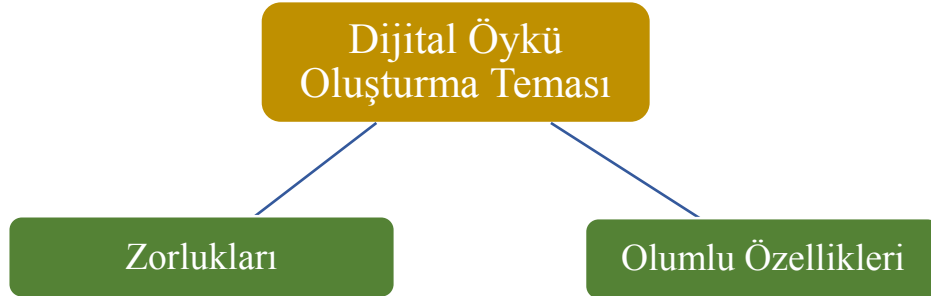 Dijital Öykü
Oluşturma Teması
Zorlukları
Olumlu Özellikleri